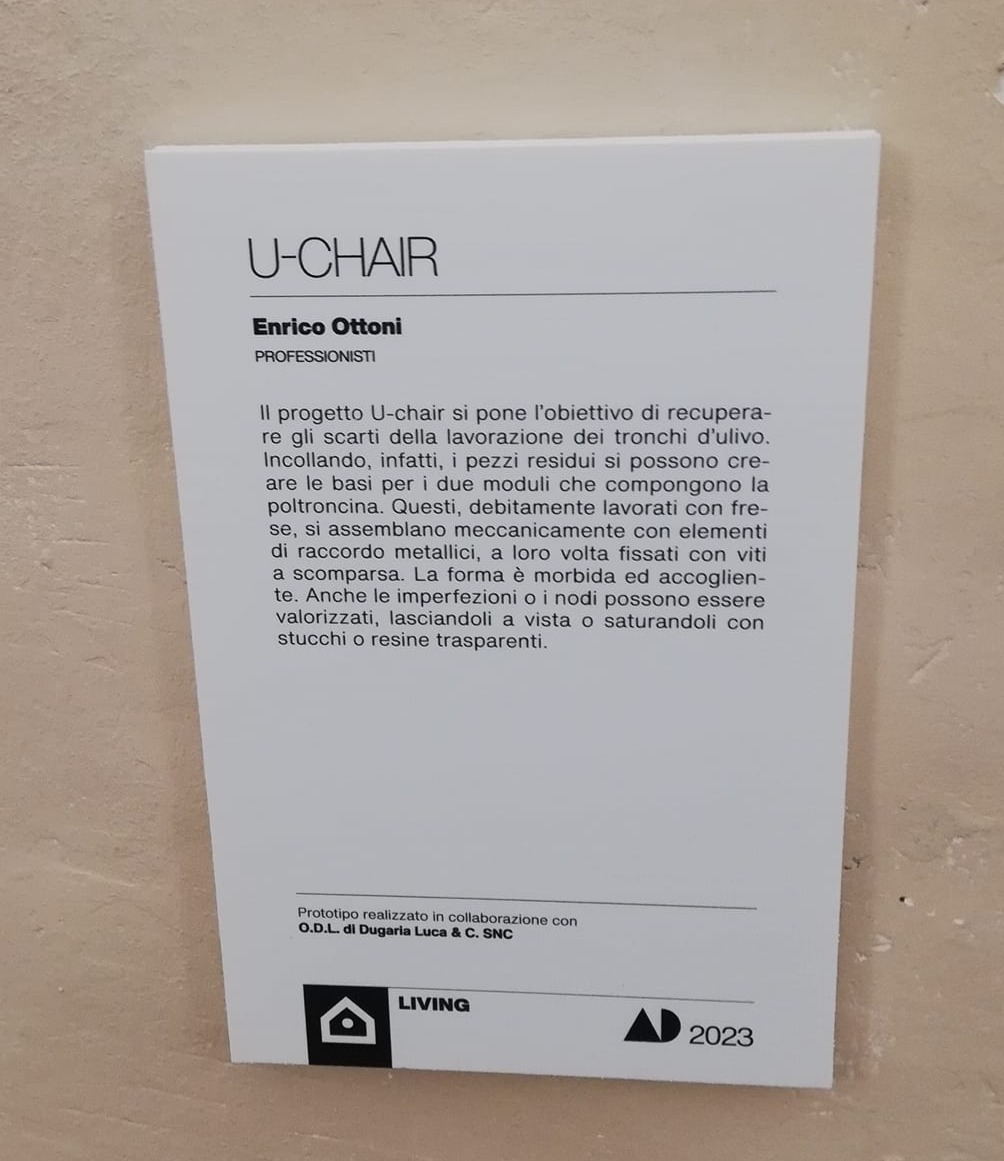 U-CHAIR
Enrico Ottoni
PROFESSIONISTI
Il progetto U-chair si pone l'obiettivo di recupera-
re gli scarti della lavorazione dei tronchi d'ulivo.
Incollando, infatti, i pezzi residui si possono cre-
are le basi per i due moduli che compongono la
poltroncina. Questi, debitamente lavorati con fre-
se, si assemblano meccanicamente con elementi
di raccordo metallici, a loro volta fissati con viti
a scomparsa. La forma è morbida ed accoglien-
te. Anche le imperfezioni o i nodi possono essere
valorizzati, lasciandoli a vista o saturandoli con
stucchi o resine trasparenti.
Prototipo realizzato in collaborazione con
O.D.L. di Dugaria Luca & C. SNC
LIVING
AD 2023